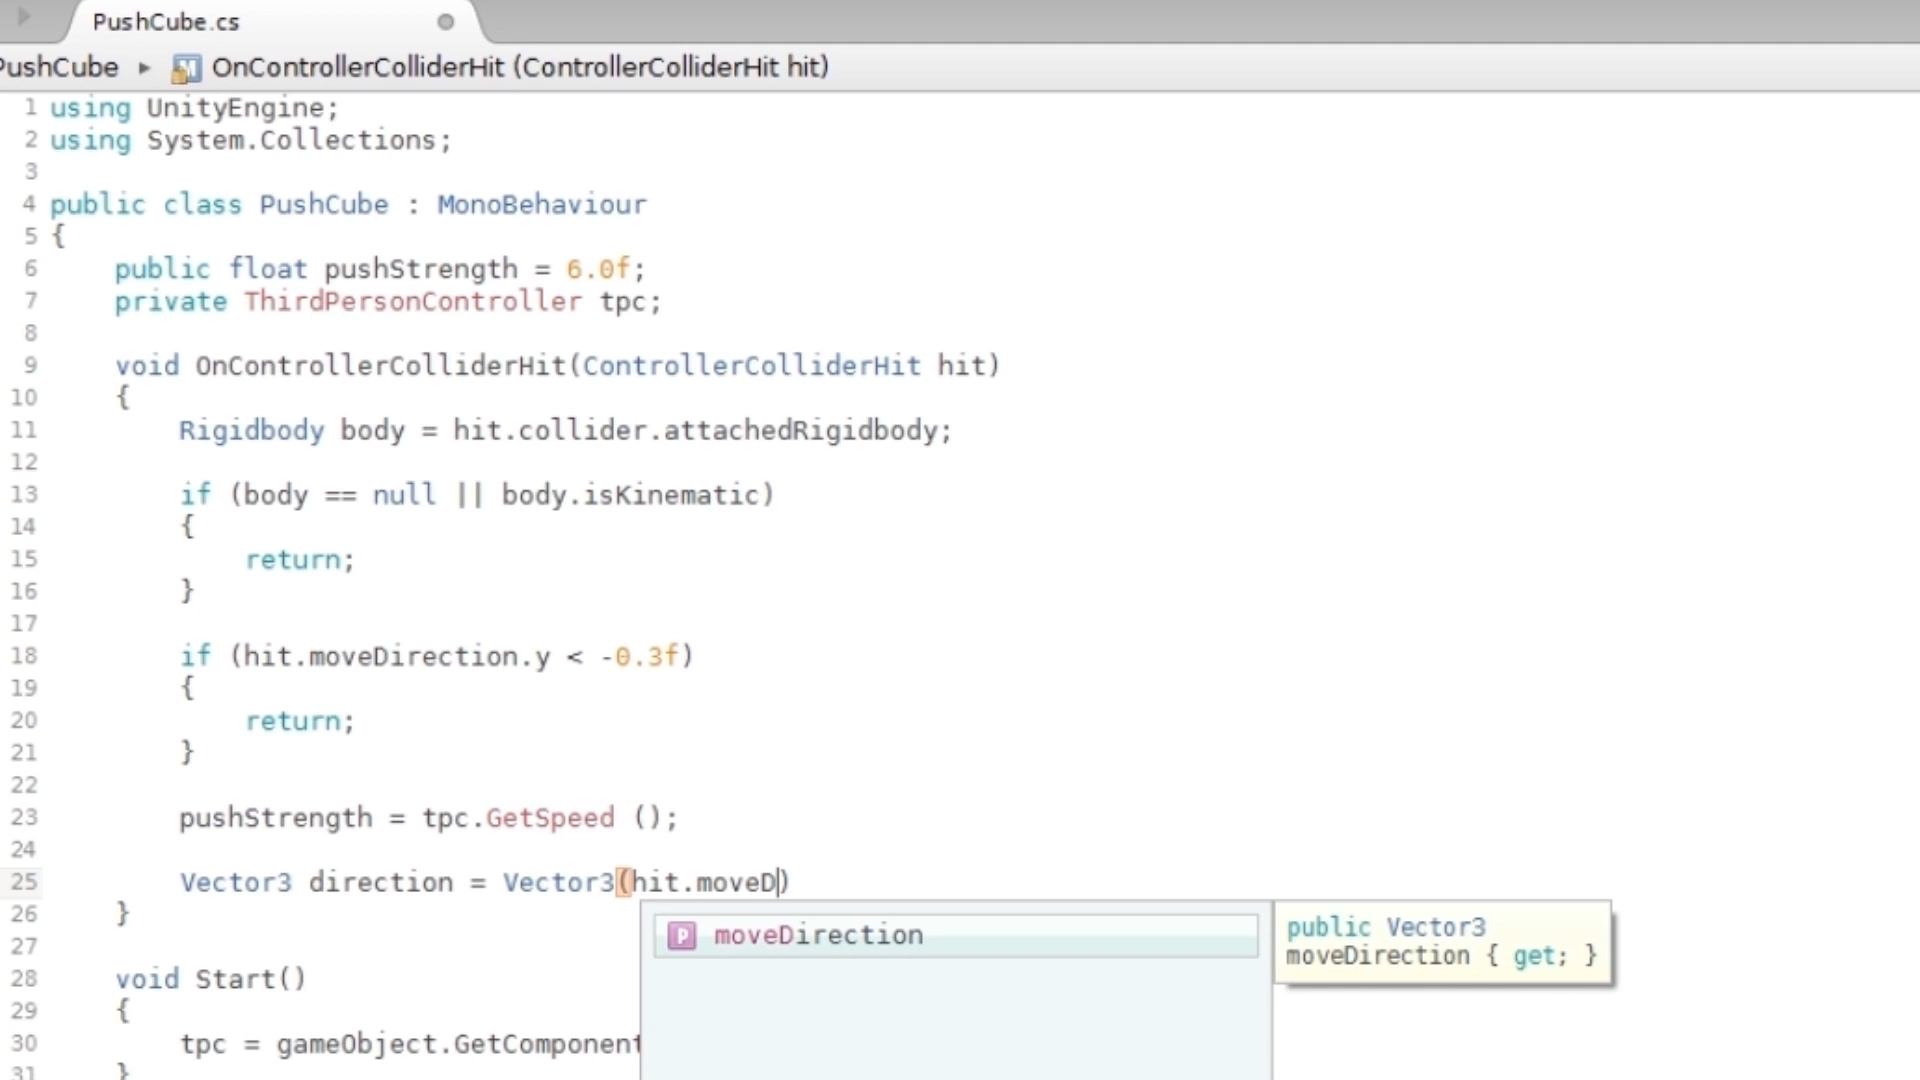 PushCube.cs
PushCube ▸ OnControllerColliderHit (ControllerColliderHit hit)
1 using UnityEngine;
2 using System.Collections;
3
4 public class PushCube : MonoBehaviour
5 {
6 public float pushStrength = 6.0f;
7 private ThirdPersonController tpc;
8
9 void OnControllerColliderHit(ControllerColliderHit hit)
10 {
11 Rigidbody body = hit.collider.attachedRigidbody;
12
13 if (body == null || body.isKinematic)
14 {
15 return;
16 }
17
18 if (hit.moveDirection.y < -0.3f)
19 {
20 return;
21 }
22
23 pushStrength = tpc.GetSpeed ();
24
25 Vector3 direction = Vector3(hit.moveD)
26 }
moveDirection
public Vector3
moveDirection { get; }
27
28 void Start()
29 {
30 tpc = gameObject.GetComponent
31 }